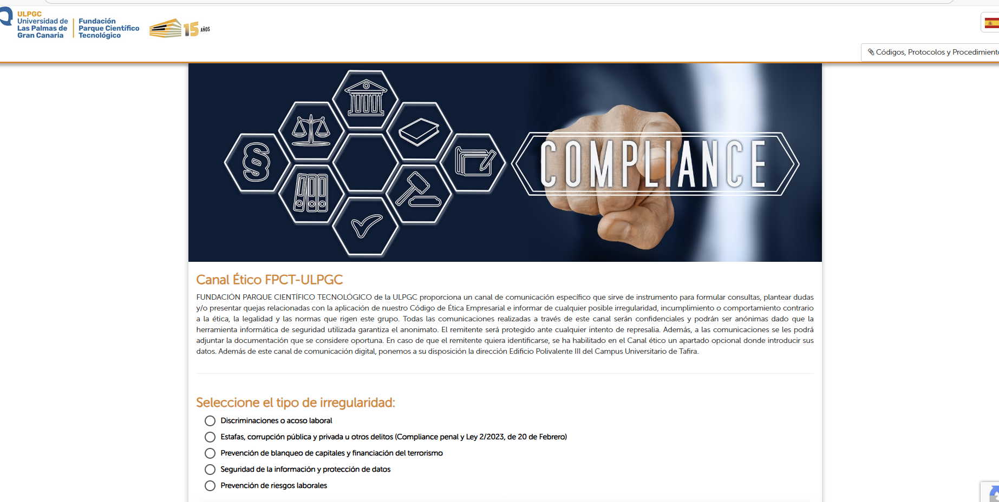 ULPGC
Universidad de
Las Palmas de
Gran Canaria
Fundación
Parque Científico
Tecnológico
15 AÑOS
Códigos, Protocolos y Procedimient
§
COMPLIANCE
Canal Ético FPCT-ULPGC
FUNDACIÓN PARQUE CIENTÍFICO TECNOLÓGICO de la ULPGC proporciona un canal de comunicación específico que sirve de instrumento para formular consultas, plantear dudas
y/o presentar quejas relacionadas con la aplicación de nuestro Código de Ética Empresarial e informar de cualquier posible irregularidad, incumplimiento o comportamiento contrario
a la ética, la legalidad y las normas que rigen este grupo. Todas las comunicaciones realizadas a través de este canal serán confidenciales y podrán ser anónimas dado que la
herramienta informática de seguridad utilizada garantiza el anonimato. El remitente será protegido ante cualquier intento de represalia. Además, a las comunicaciones se les podrá
adjuntar la documentación que se considere oportuna. En caso de que el remitente quiera identificarse, se ha habilitado en el Canal ético un apartado opcional donde introducir sus
datos. Además de este canal de comunicación digital, ponemos a su disposición la dirección Edificio Polivalente III del Campus Universitario de Tafira.
Seleccione el tipo de irregularidad:
Discriminaciones o acoso laboral
Estafas, corrupción pública y privada u otros delitos (Compliance penal y Ley 2/2023, de 20 de Febrero)
Prevención de blanqueo de capitales y financiación del terrorismo
Seguridad de la información y protección de datos
Prevención de riesgos laborales